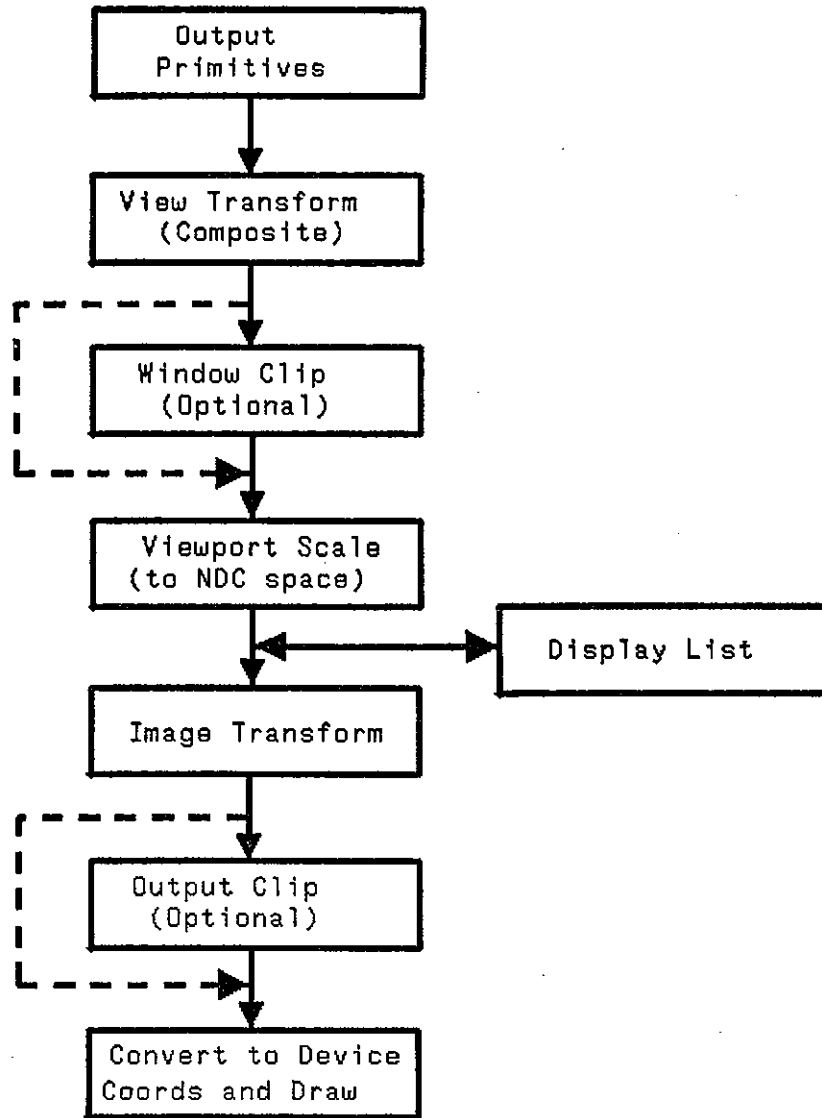 Output
Primitives
View Transform
(Composite)
Window Clip
(Optional)
Viewport Scale
(to NDC space)
Display List
Image Transform
Output Clip
(Optional)
Convert to Device
Coords and Draw